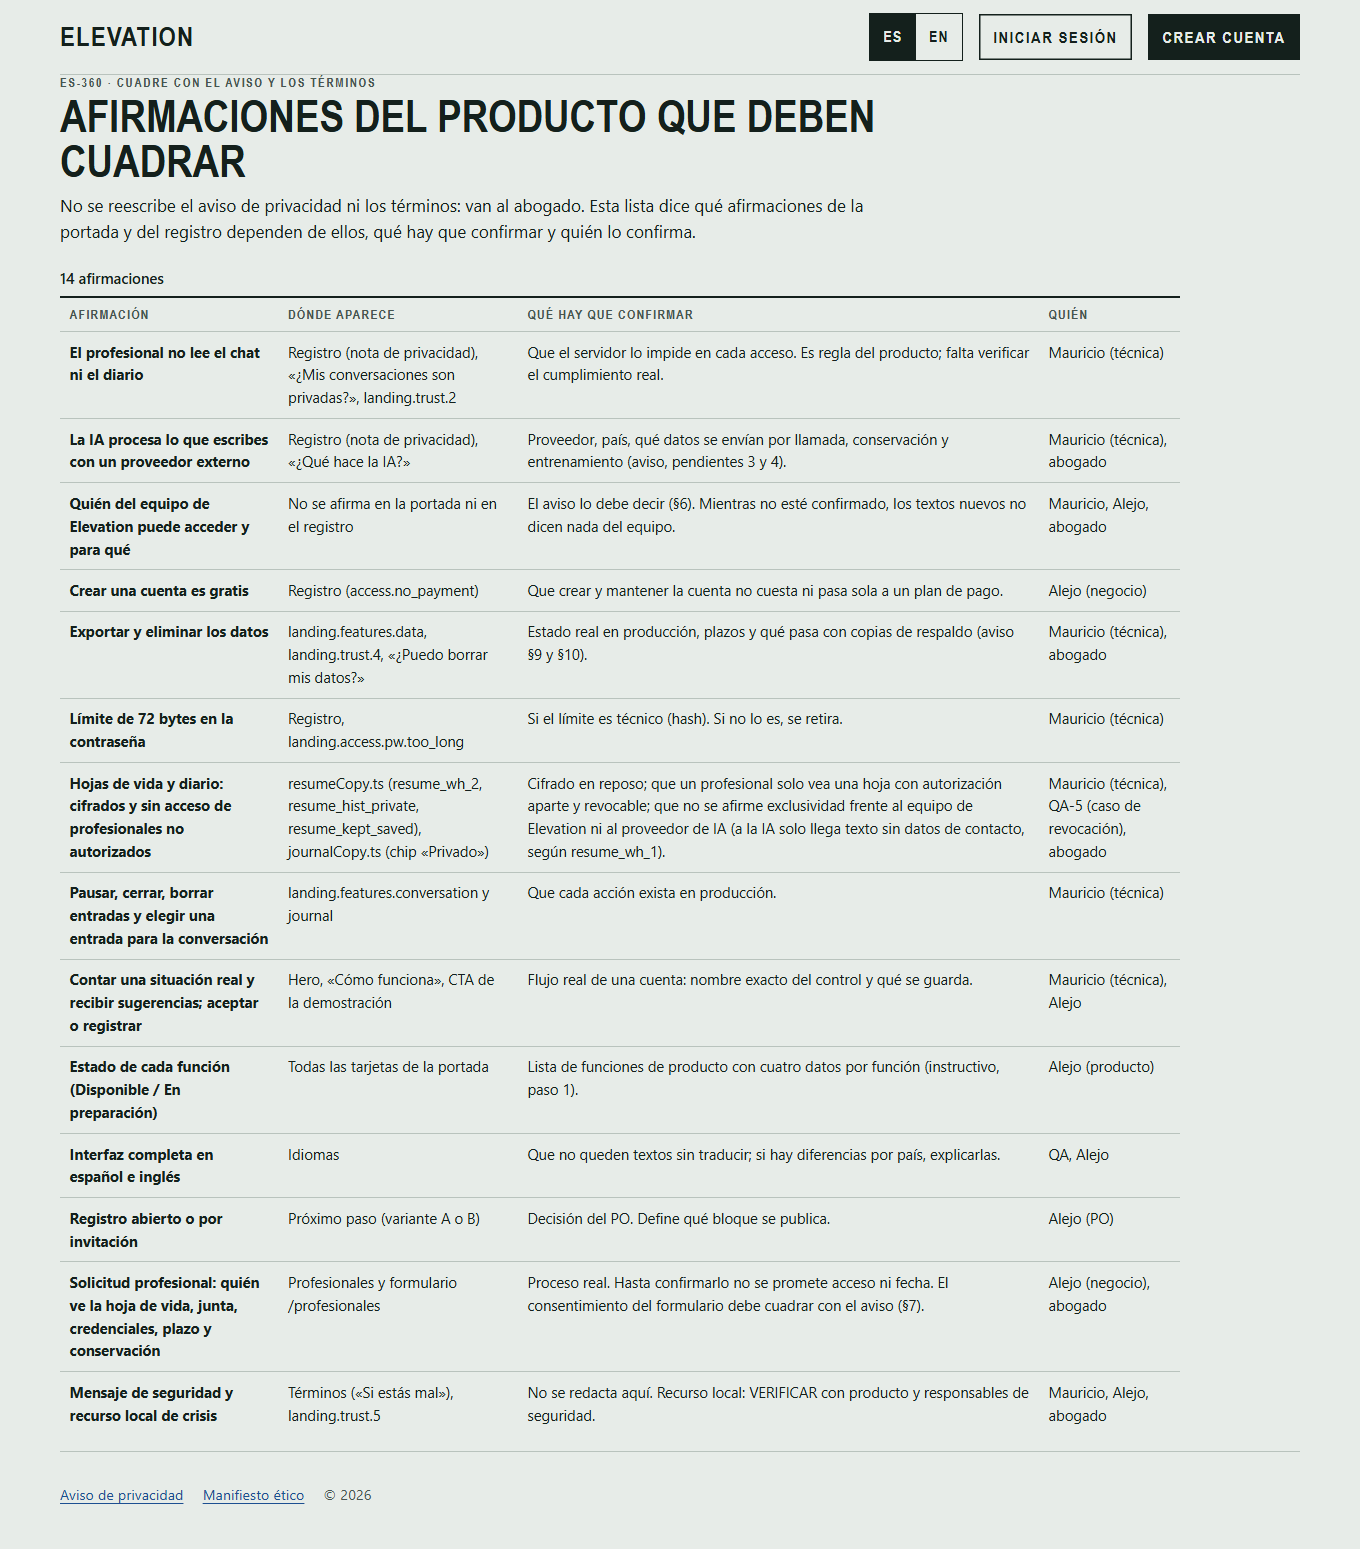 ELEVATION
ES
EN
INICIAR SESIÓN
CREAR CUENTA
ES-360 · CUADRE CON EL AVISO Y LOS TÉRMINOS
AFIRMACIONES DEL PRODUCTO QUE DEBEN
CUADRAR
No se reescribe el aviso de privacidad ni los términos: van al abogado. Esta lista dice qué afirmaciones de la
portada y del registro dependen de ellos, qué hay que confirmar y quién lo confirma.
14 afirmaciones
AFIRMACIÓN
DÓNDE APARECE
QUÉ HAY QUE CONFIRMAR
QUIÉN
El profesional no lee el chat
ni el diario
Registro (nota de privacidad),
«¿Mis conversaciones son
privadas?», landing.trust.2
Que el servidor lo impide en cada acceso. Es regla del producto; falta verificar
el cumplimiento real.
Mauricio (técnica)
La IA procesa lo que escribes
con un proveedor externo
Registro (nota de privacidad),
«¿Qué hace la IA?»
Proveedor, país, qué datos se envían por llamada, conservación y
entrenamiento (aviso, pendientes 3 y 4).
Mauricio (técnica),
abogado
Quién del equipo de
Elevation puede acceder y
para qué
No se afirma en la portada ni en
el registro
El aviso lo debe decir (§6). Mientras no esté confirmado, los textos nuevos no
dicen nada del equipo.
Mauricio, Alejo,
abogado
Crear una cuenta es gratis
Registro (access.no_payment)
Que crear y mantener la cuenta no cuesta ni pasa sola a un plan de pago.
Alejo (negocio)
Exportar y eliminar los datos
landing.features.data,
landing.trust.4, «¿Puedo borrar
mis datos?»
Estado real en producción, plazos y qué pasa con copias de respaldo (aviso
§9 y §10).
Mauricio (técnica),
abogado
Límite de 72 bytes en la
contraseña
Registro,
landing.access.pw.too_long
Si el límite es técnico (hash). Si no lo es, se retira.
Mauricio (técnica)
Hojas de vida y diario:
cifrados y sin acceso de
profesionales no
autorizados
resumeCopy.ts (resume_wh_2,
resume_hist_private,
resume_kept_saved),
journalCopy.ts (chip «Privado»)
Cifrado en reposo; que un profesional solo vea una hoja con autorización
aparte y revocable; que no se afirme exclusividad frente al equipo de
Elevation ni al proveedor de IA (a la IA solo llega texto sin datos de contacto,
según resume_wh_1).
Mauricio (técnica),
QA-5 (caso de
revocación),
abogado
Pausar, cerrar, borrar
entradas y elegir una
entrada para la conversación
landing.features.conversation y
journal
Que cada acción exista en producción.
Mauricio (técnica)
Contar una situación real y
recibir sugerencias; aceptar
o registrar
Hero, «Cómo funciona», CTA de
la demostración
Flujo real de una cuenta: nombre exacto del control y qué se guarda.
Mauricio (técnica),
Alejo
Estado de cada función
(Disponible / En
preparación)
Todas las tarjetas de la portada
Lista de funciones de producto con cuatro datos por función (instructivo,
paso 1).
Alejo (producto)
Interfaz completa en
español e inglés
Idiomas
Que no queden textos sin traducir; si hay diferencias por país, explicarlas.
QA, Alejo
Registro abierto o por
invitación
Próximo paso (variante A o B)
Decisión del PO. Define qué bloque se publica.
Alejo (PO)
Solicitud profesional: quién
ve la hoja de vida, junta,
credenciales, plazo y
conservación
Profesionales y formulario
/profesionales
Proceso real. Hasta confirmarlo no se promete acceso ni fecha. El
consentimiento del formulario debe cuadrar con el aviso (§7).
Alejo (negocio),
abogado
Mensaje de seguridad y
recurso local de crisis
Términos («Si estás mal»),
landing.trust.5
No se redacta aquí. Recurso local: VERIFICAR con producto y responsables de
seguridad.
Mauricio, Alejo,
abogado
Aviso de privacidad
Manifiesto ético
© 2026